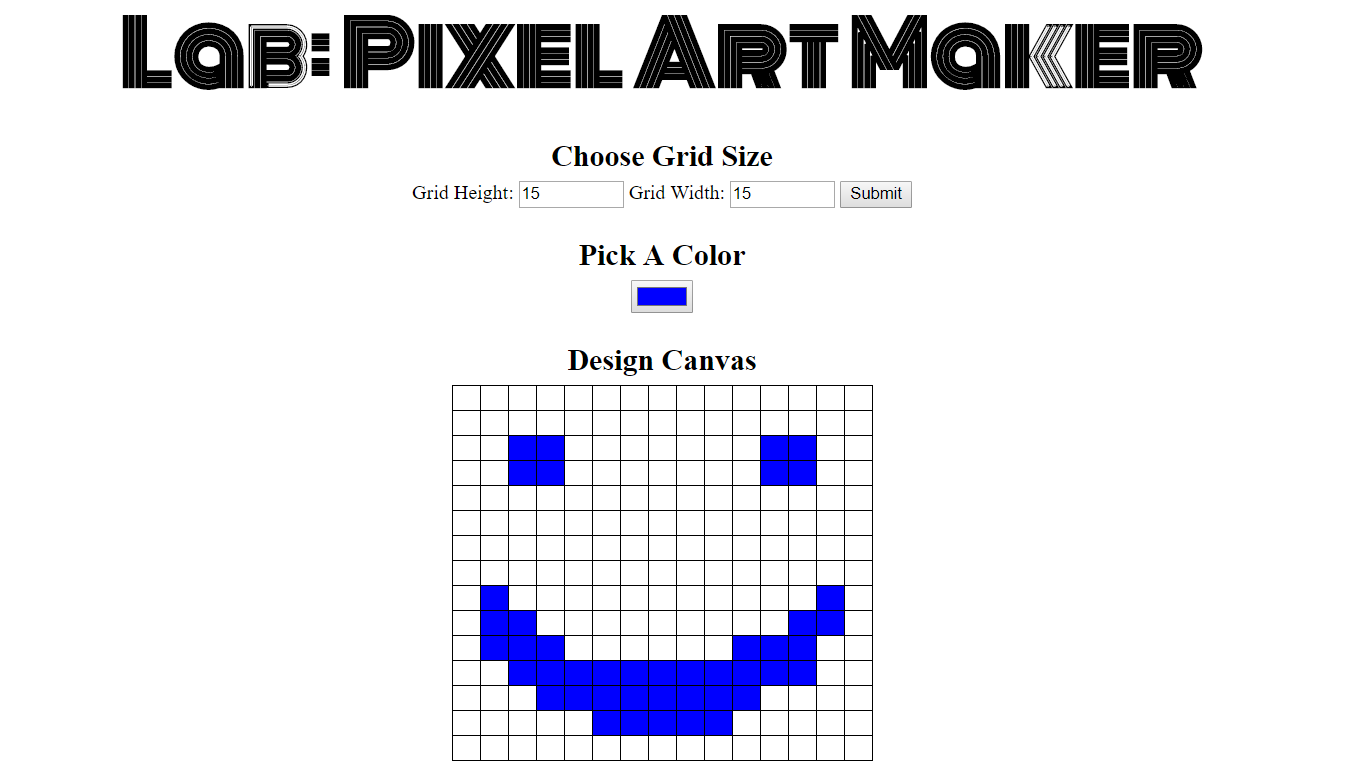 Lab: Pixel Art Maker
Choose Grid Size
Grid Height: 15 Grid Width: 15 Submit
Pick A Color
Design Canvas